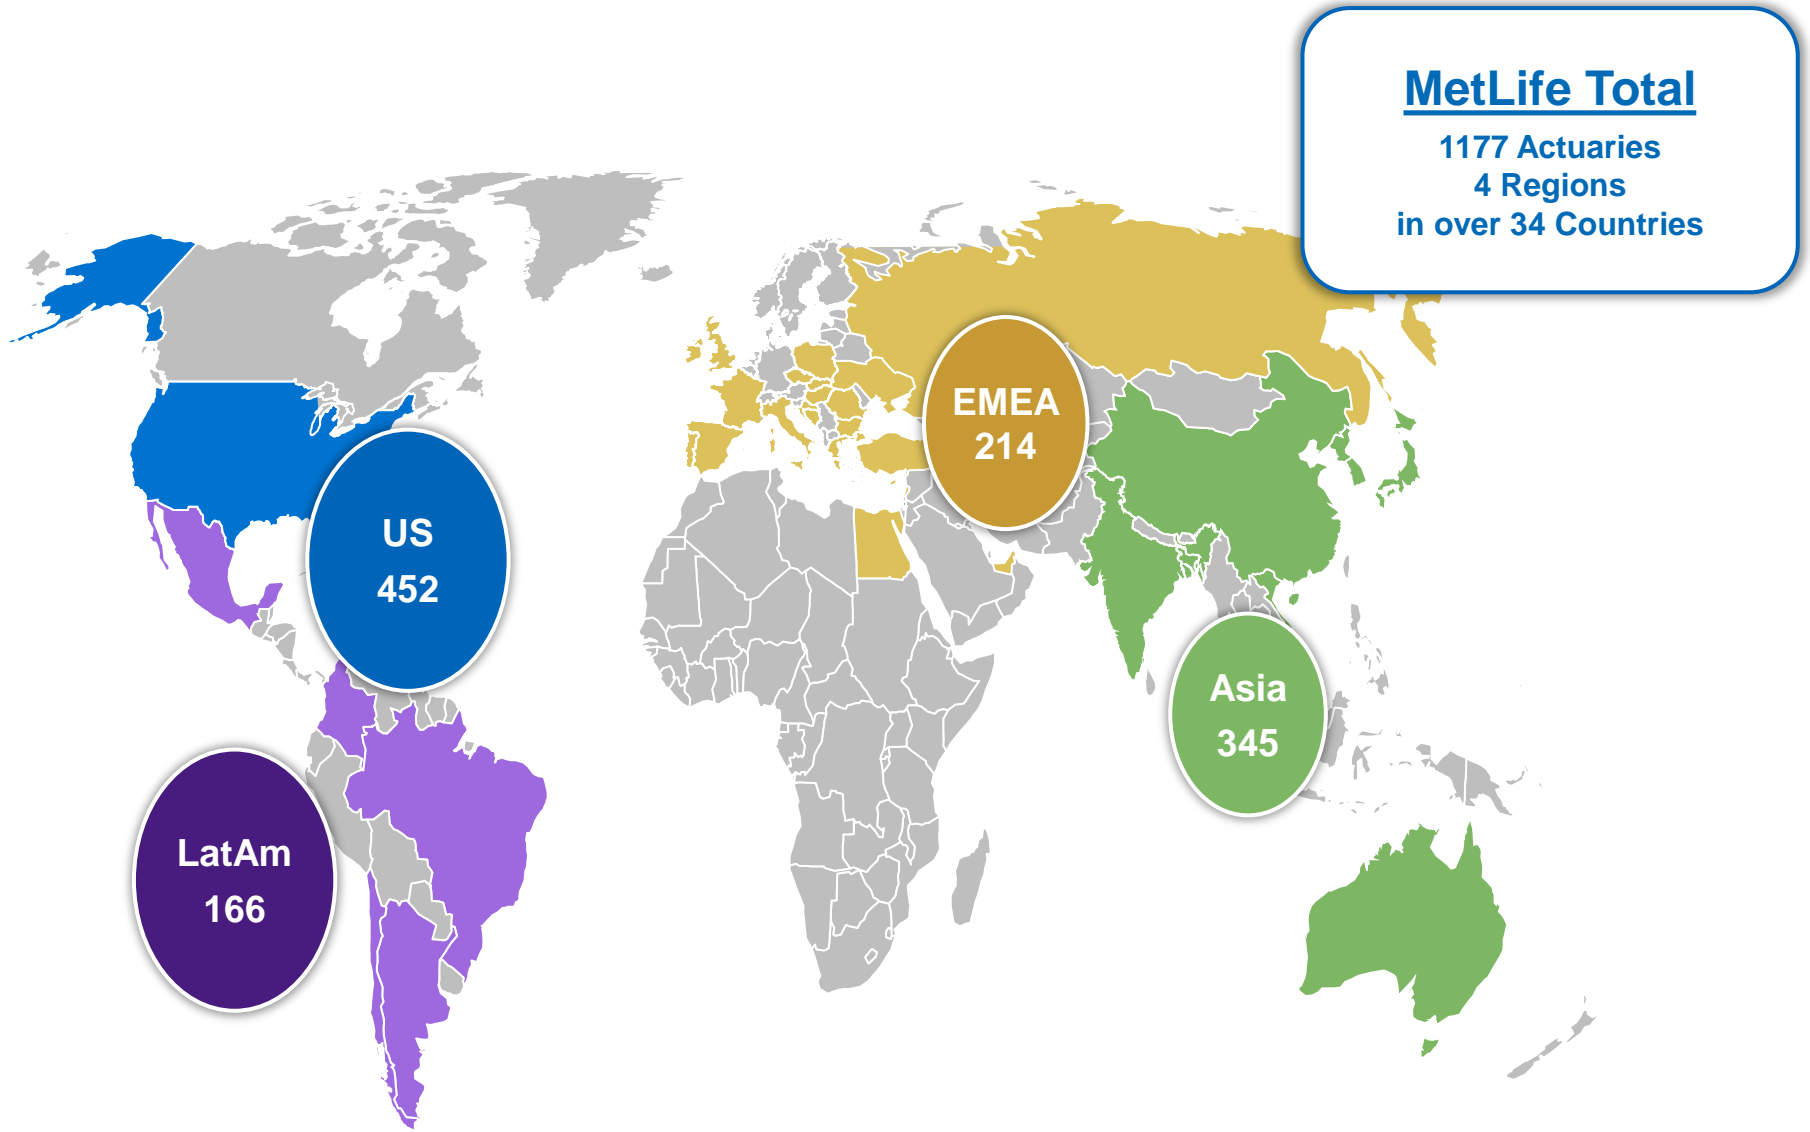 MetLife Total
1177 Actuaries
4 Regions
in over 34 Countries
EMEA
214
US
452
Asia
345
LatAm
166